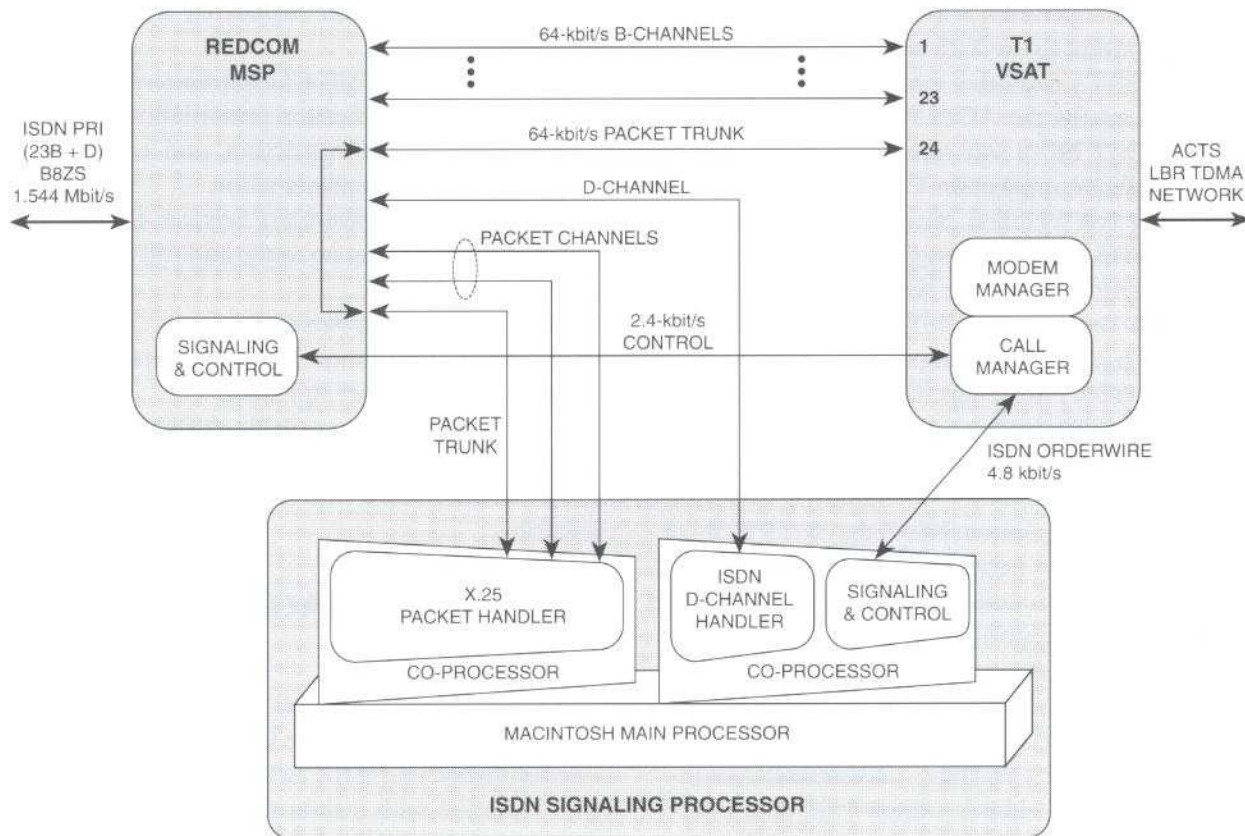 REDCOM
MSP
64-kbit/s B-CHANNELS
1
T1
VSAT
23
ISDN PRI
(23B + D)
B8ZS
1.544 Mbit/s
64-kbit/s PACKET TRUNK
24
D-CHANNEL
ACTS
LBR TDMA
NETWORK
PACKET CHANNELS
MODEM
MANAGER
SIGNALING
& CONTROL
2.4-kbit/s
CONTROL
CALL
MANAGER
PACKET
TRUNK
ISDN ORDERWIRE
4.8 kbit/s
X.25
PACKET HANDLER
ISDN
D-CHANNEL
HANDLER
SIGNALING
& CONTROL
CO-PROCESSOR
CO-PROCESSOR
MACINTOSH MAIN PROCESSOR
ISDN SIGNALING PROCESSOR